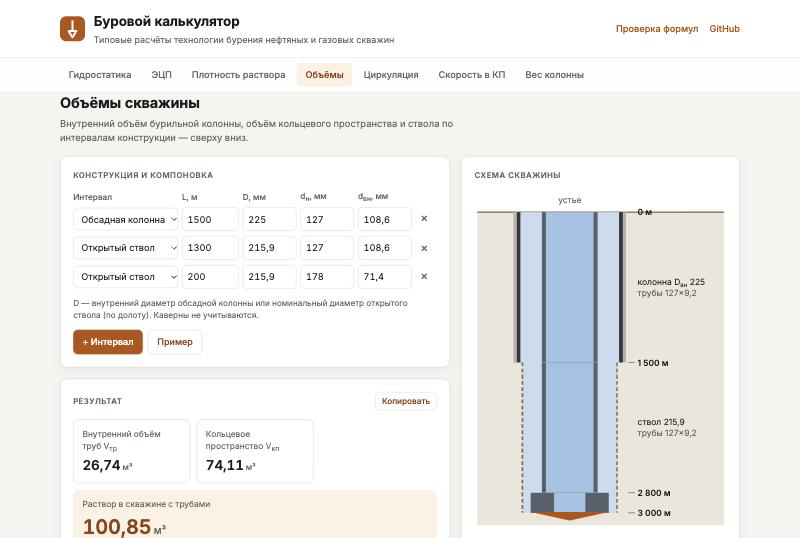 Буровой калькулятор
Типовые расчёты технологии бурения нефтяных и газовых скважин
Проверка формул GitHub
Гидростатика ЭЦП Плотность раствора Объёмы Циркуляция Скорость в КП Вес колонны
Объёмы скважины
Внутренний объём бурильной колонны, объём кольцевого пространства и ствола по
интервалам конструкции — сверху вниз.
КОНСТРУКЦИЯ И КОМПОНОВКА
Интервал L, м D, мм dн, мм dвн, мм
Обсадная колонна 1500 225 127 108,6 ×
Открытый ствол 1300 215,9 127 108,6 ×
Открытый ствол 200 215,9 178 71,4 ×
D — внутренний диаметр обсадной колонны или номинальный диаметр открытого
ствола (по долоту). Каверны не учитываются.
+ Интервал Пример
РЕЗУЛЬТАТ Копировать
Внутренний объём
труб Vтр
26,74 м³
Кольцевое
пространство Vкп
74,11 м³
Раствор в скважине с трубами
100,85 м³
СХЕМА СКВАЖИНЫ
устье
0 м
колонна Dвн 225
трубы 127×9,2
1 500 м
ствол 215,9
трубы 127×9,2
2 800 м
3 000 м